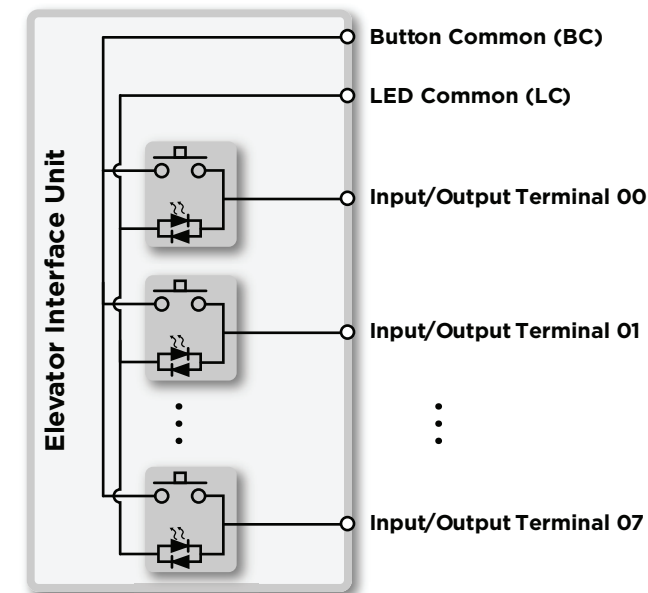 Elevator Interface Unit
Button Common (BC)
LED Common (LC)
Input/Output Terminal 00
Input/Output Terminal 01
Input/Output Terminal 07